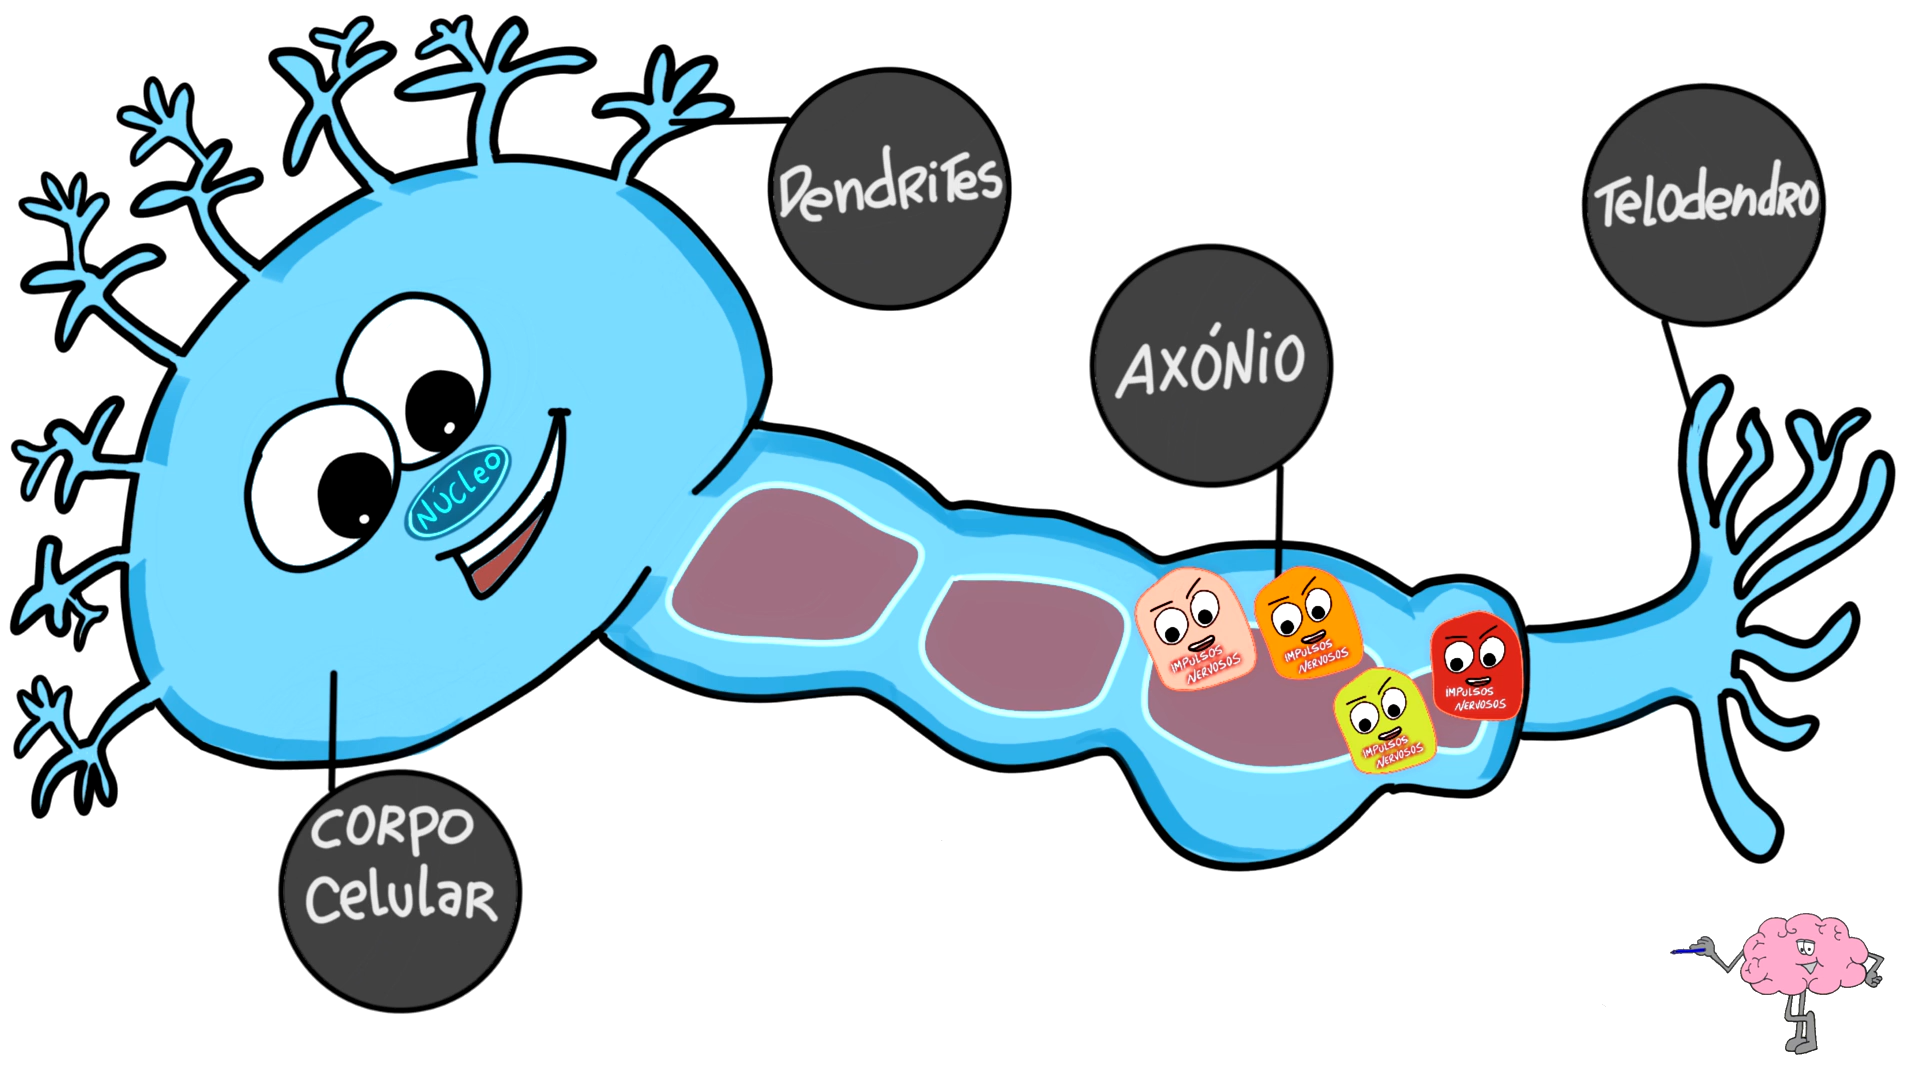 Dendrites
Telodendro
Axónio
Núcleo
Impulsos
Nervosos
Impulsos
Nervosos
Impulsos
Nervosos
Impulsos
Nervosos
Corpo
Celular